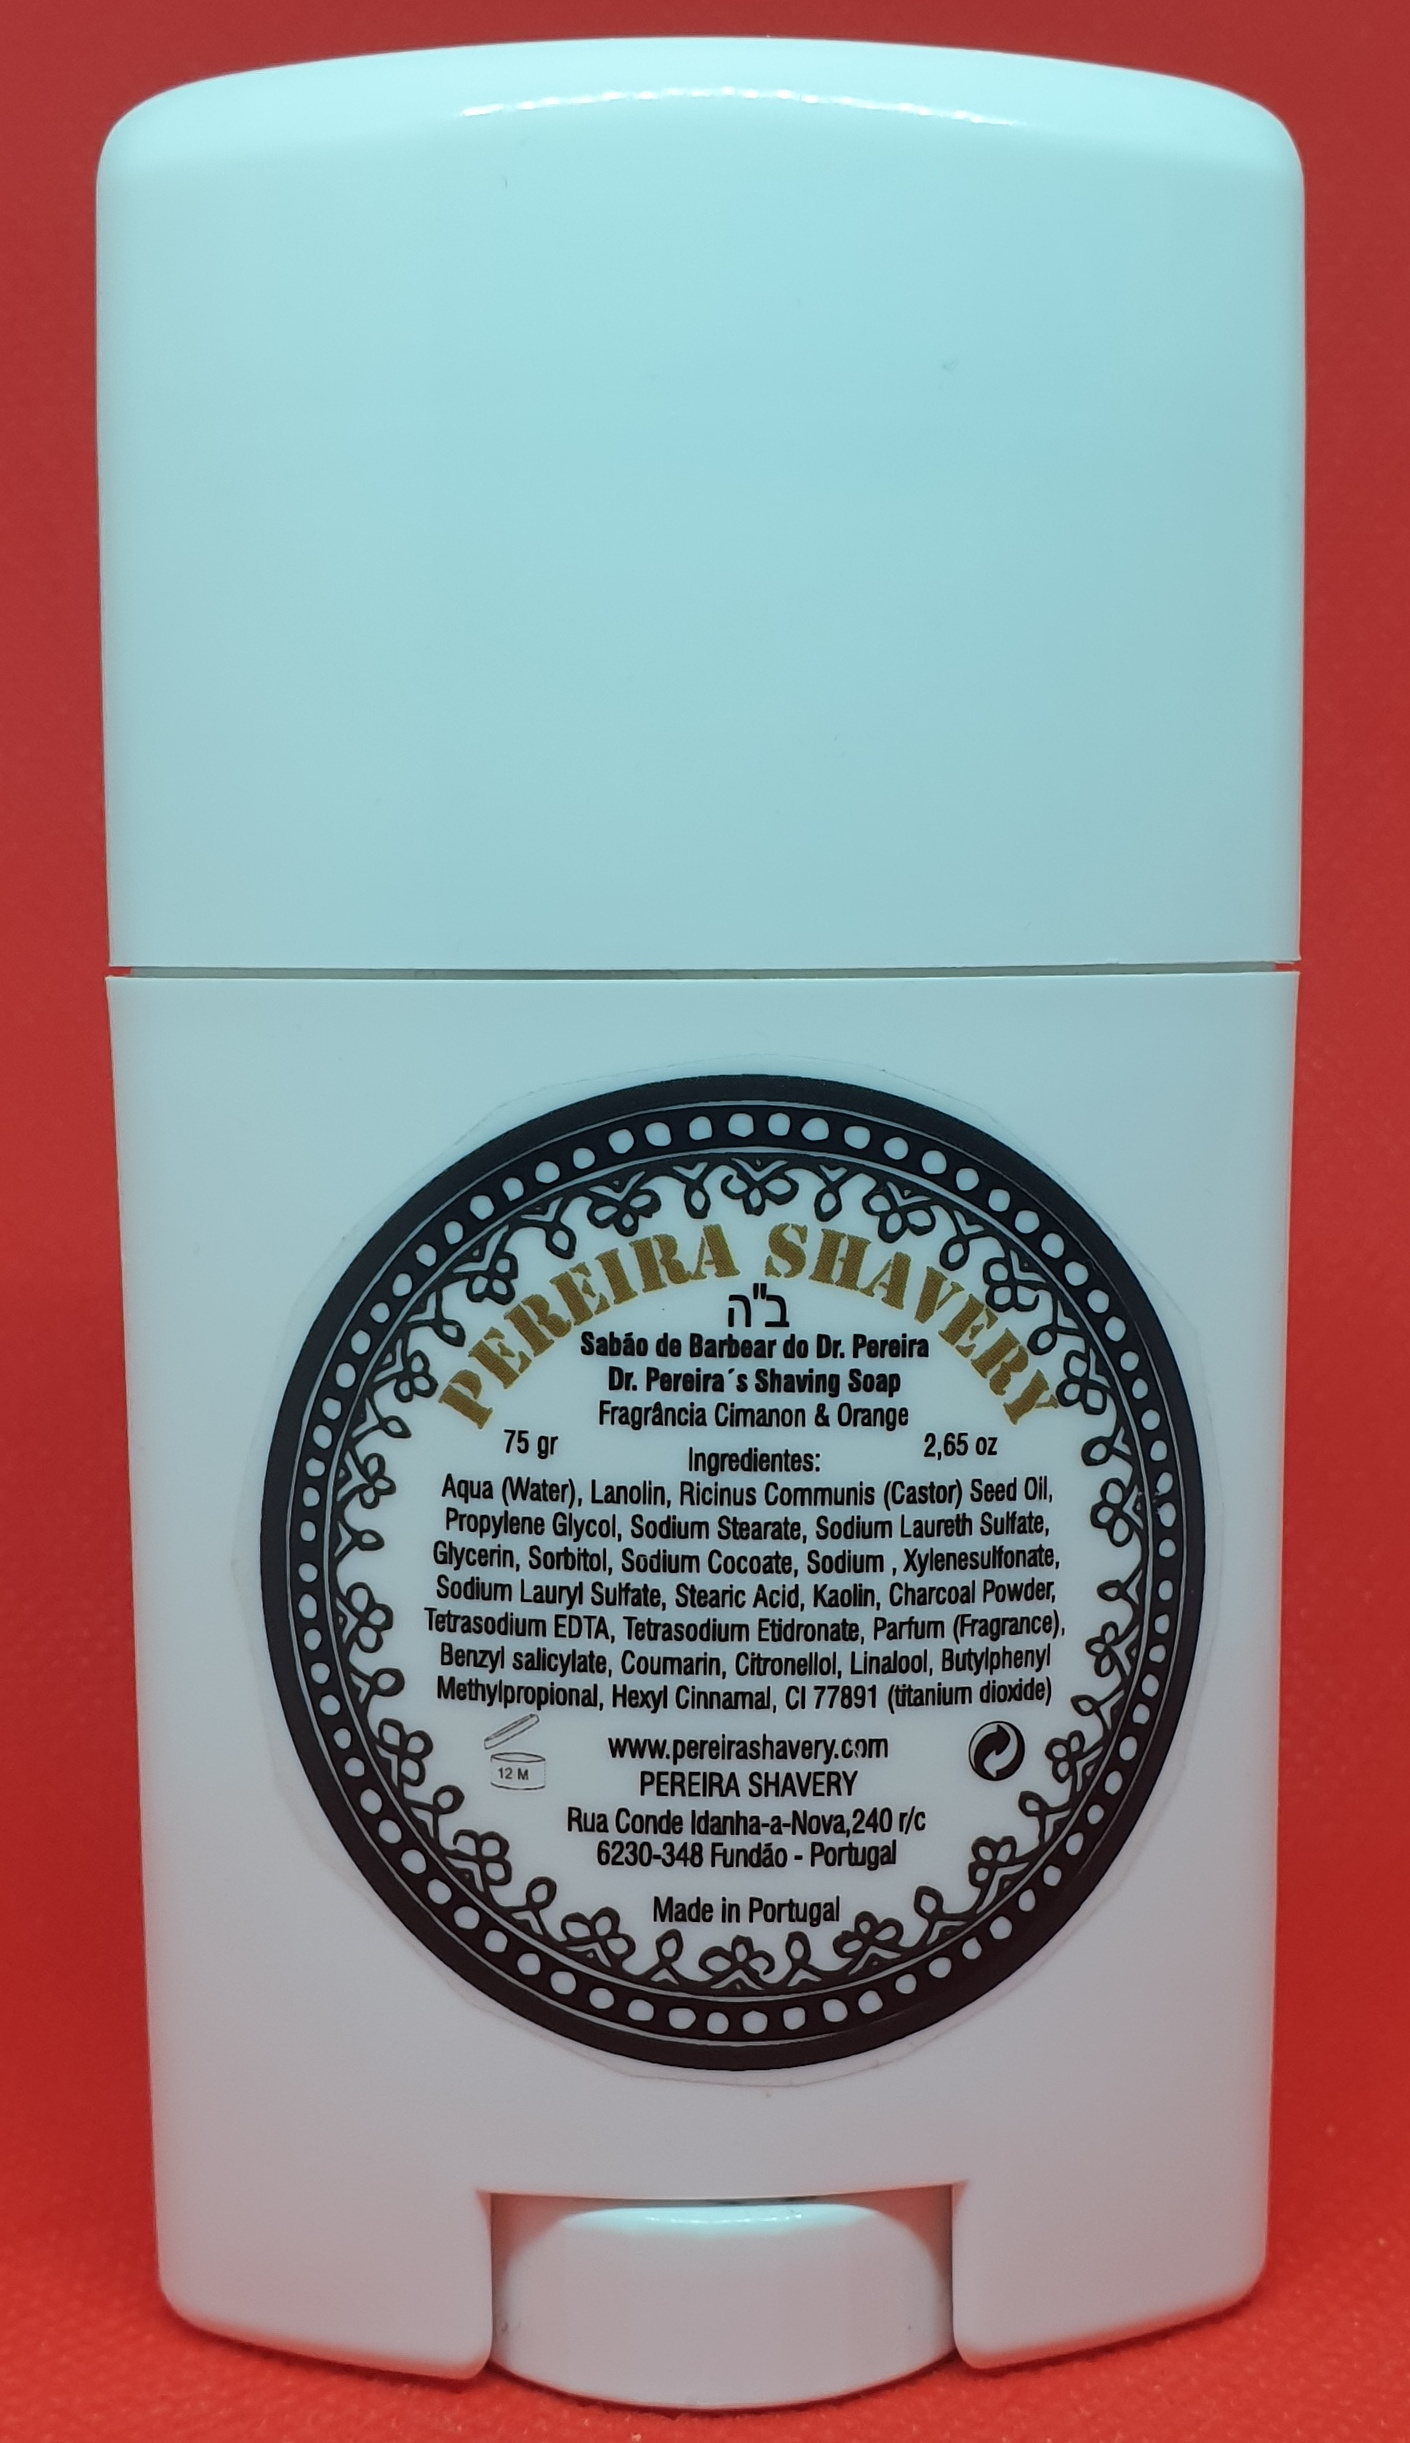 PEREIRA SHAVERY
ב"ה
Sabão de Barbear do Dr. Pereira
Dr. Pereira´s Shaving Soap
Fragrância Cimanon & Orange
75 gr
2,65 oz
Ingredientes:
Aqua (Water), Lanolin, Ricinus Communis (Castor) Seed Oil,
Propylene Glycol, Sodium Stearate, Sodium Laureth Sulfate,
Glycerin, Sorbitol, Sodium Cocoate, Sodium , Xylenesulfonate,
Sodium Lauryl Sulfate, Stearic Acid, Kaolin, Charcoal Powder,
Tetrasodium EDTA, Tetrasodium Etidronate, Parfum (Fragrance),
Benzyl salicylate, Coumarin, Citronellol, Linalool, Butylphenyl
Methylpropional, Hexyl Cinnamal, CI 77891 (titanium dioxide)
12 M
www.pereirashavery.com
PEREIRA SHAVERY
Rua Conde Idanha-a-Nova,240 r/c
6230-348 Fundão - Portugal
Made in Portugal